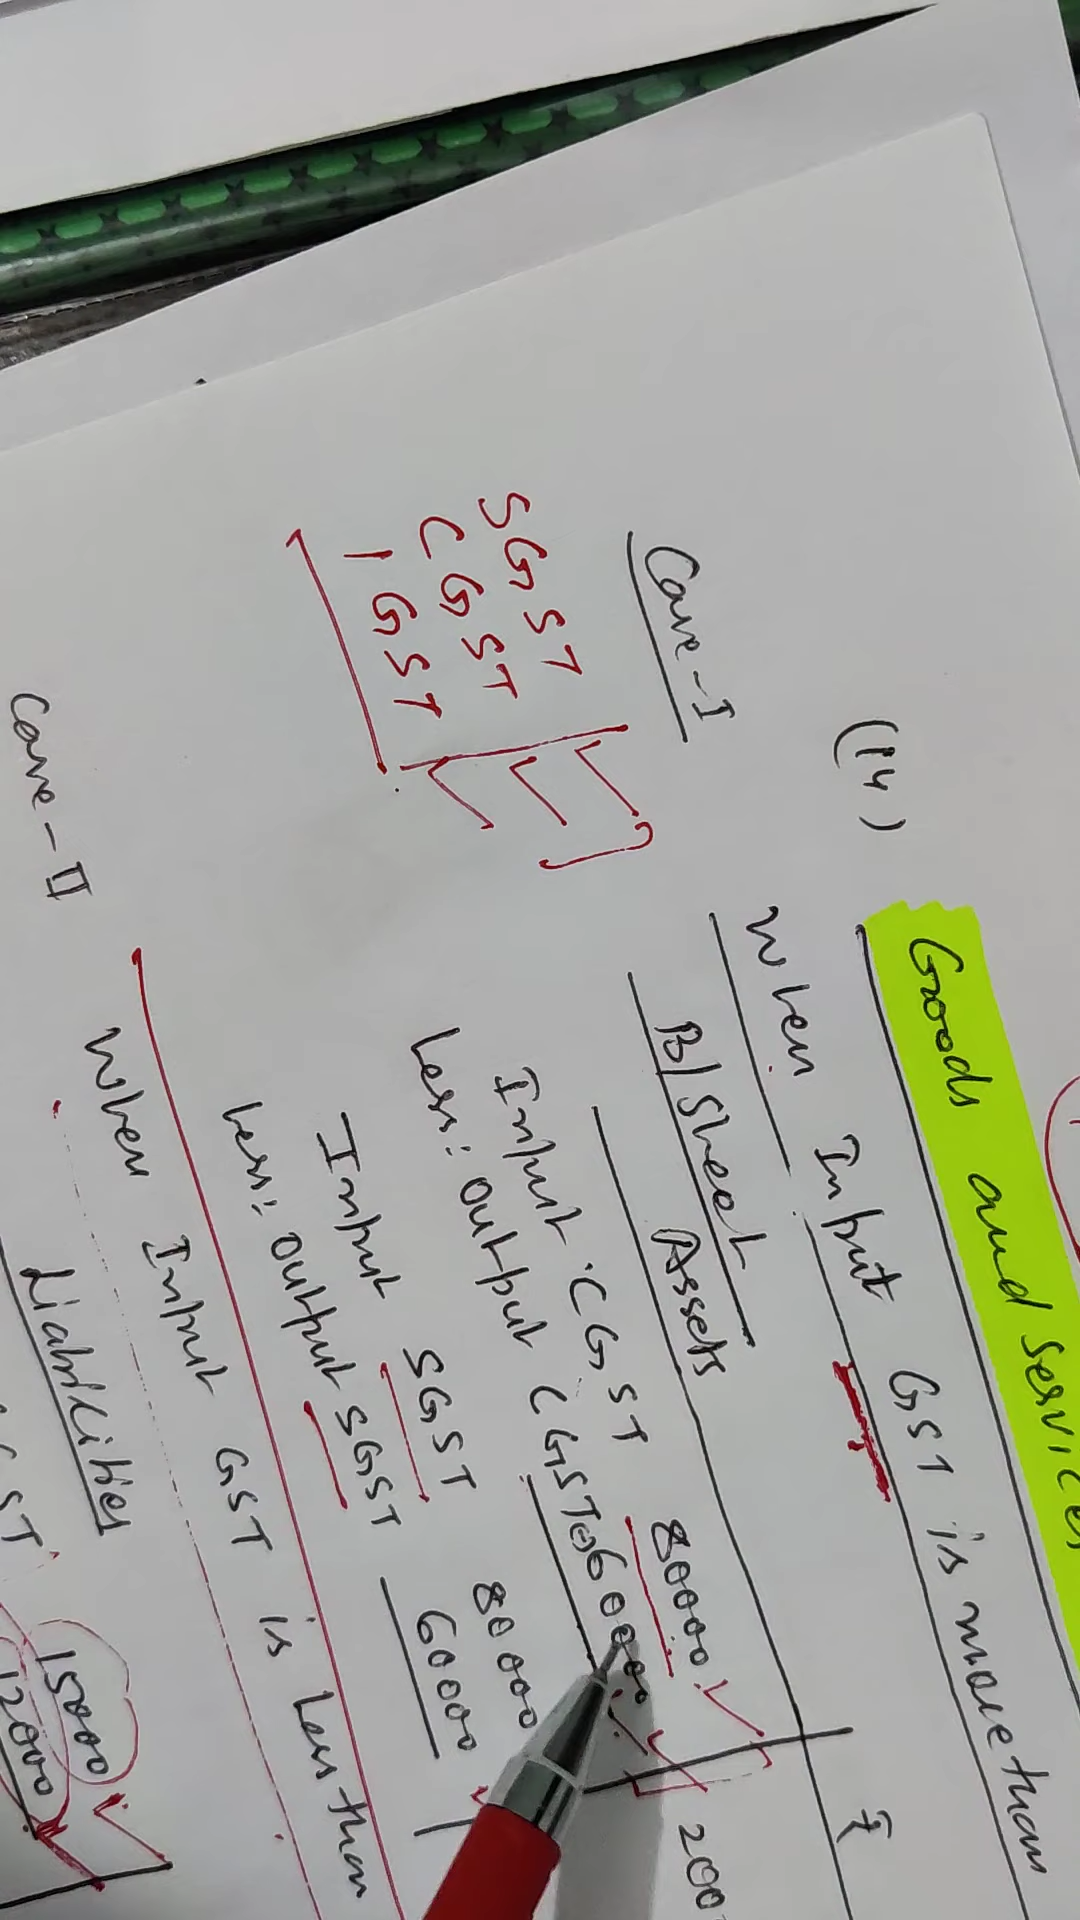 Goods and Services
(14)
When Input GST is more than
Case-I
B/Sheet
Assets ₹
SGST
CGST
IGST
Input CGST 80000
Less: Output CGST 60000 200
Input SGST 80000
Less: Output SGST 60000
Case-II
When Input GST is Less than
Liabilities
15000
12000